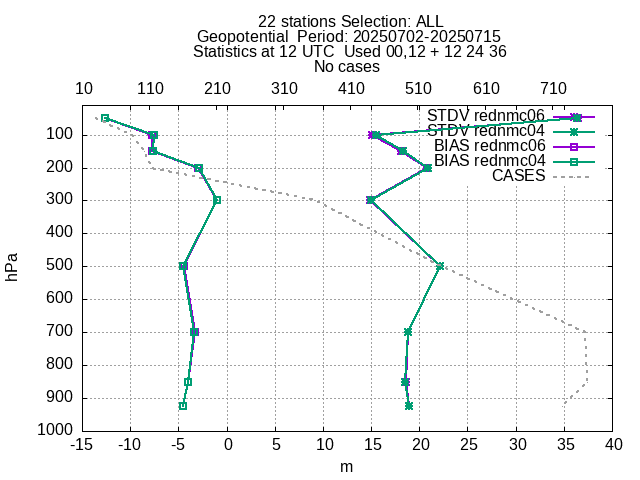 22 stations Selection: ALL
Geopotential  Period: 20250702-20250715
Statistics at 12 UTC  Used 00,12 + 12 24 36
No cases
10 110 210 310 410 510 610 710
STDV rednmc06
STDV rednmc04
BIAS rednmc06
BIAS rednmc04
CASES
100
200
300
400
500
600
700
800
900
1000
hPa
-15 -10 -5 0 5 10 15 20 25 30 35 40
m